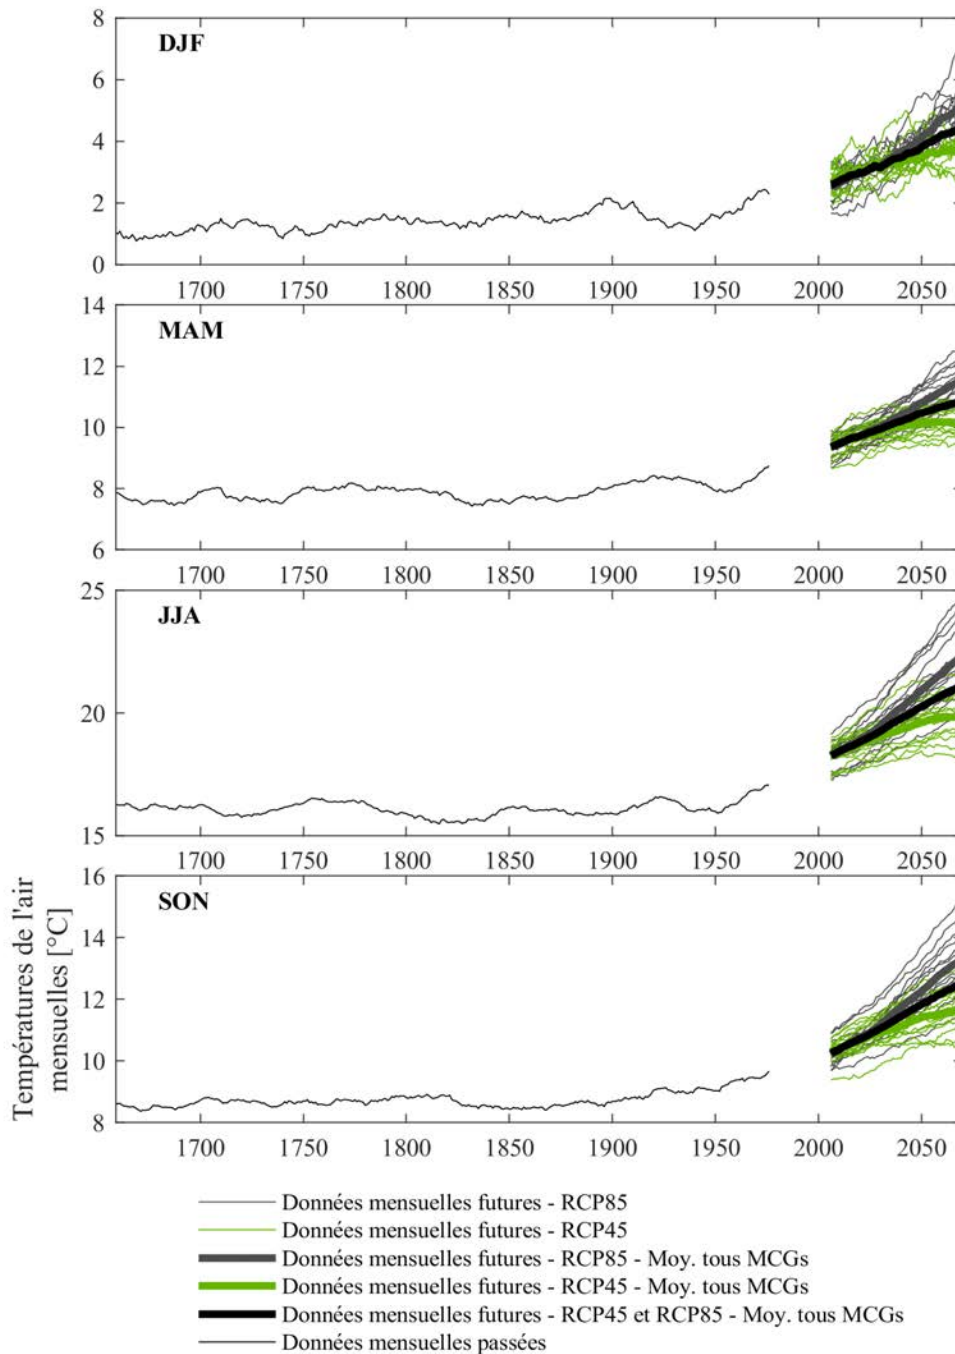 8
DJF
6
4
2
0
1700 1750 1800 1850 1900 1950 2000 2050
14
MAM
12
10
8
6
1700 1750 1800 1850 1900 1950 2000 2050
25
JJA
20
15
1700 1750 1800 1850 1900 1950 2000 2050
16
SON
14
12
10
8
1700 1750 1800 1850 1900 1950 2000 2050
Températures de l'air
mensuelles [°C]
Données mensuelles futures - RCP85
Données mensuelles futures - RCP45
Données mensuelles futures - RCP85 - Moy. tous MCGs
Données mensuelles futures - RCP45 - Moy. tous MCGs
Données mensuelles futures - RCP45 et RCP85 - Moy. tous MCGs
Données mensuelles passées